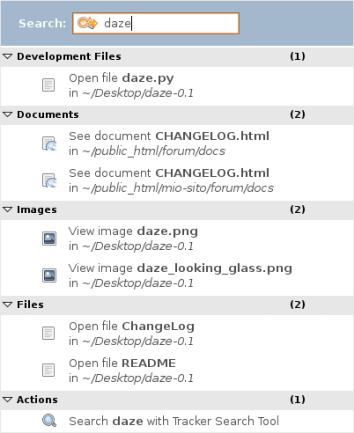 Search: daze
Development Files (1)
Open file daze.py
in ~/Desktop/daze-0.1
Documents (2)
See document CHANGELOG.html
in ~/public_html/forum/docs
See document CHANGELOG.html
in ~/public_html/mio-sito/forum/docs
Images (2)
View image daze.png
in ~/Desktop/daze-0.1
View image daze_looking_glass.png
in ~/Desktop/daze-0.1
Files (2)
Open file ChangeLog
in ~/Desktop/daze-0.1
Open file README
in ~/Desktop/daze-0.1
Actions (1)
Search daze with Tracker Search Tool